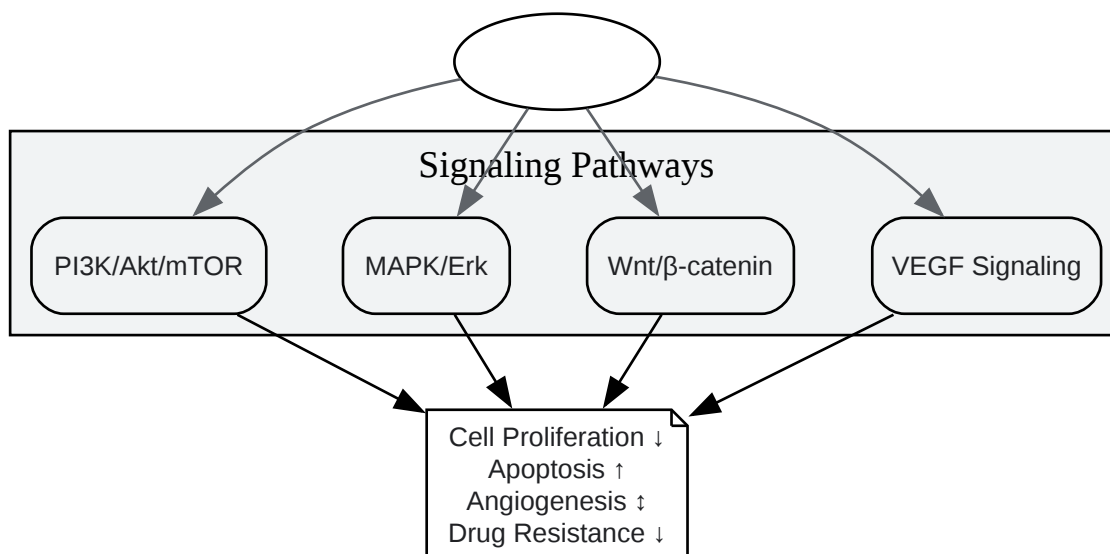 Signaling Pathways
PI3K/Akt/mTOR
MAPK/Erk
Wnt/β-catenin
VEGF Signaling
Cell Proliferation ↓
Apoptosis ↑
Angiogenesis ↕
Drug Resistance ↓